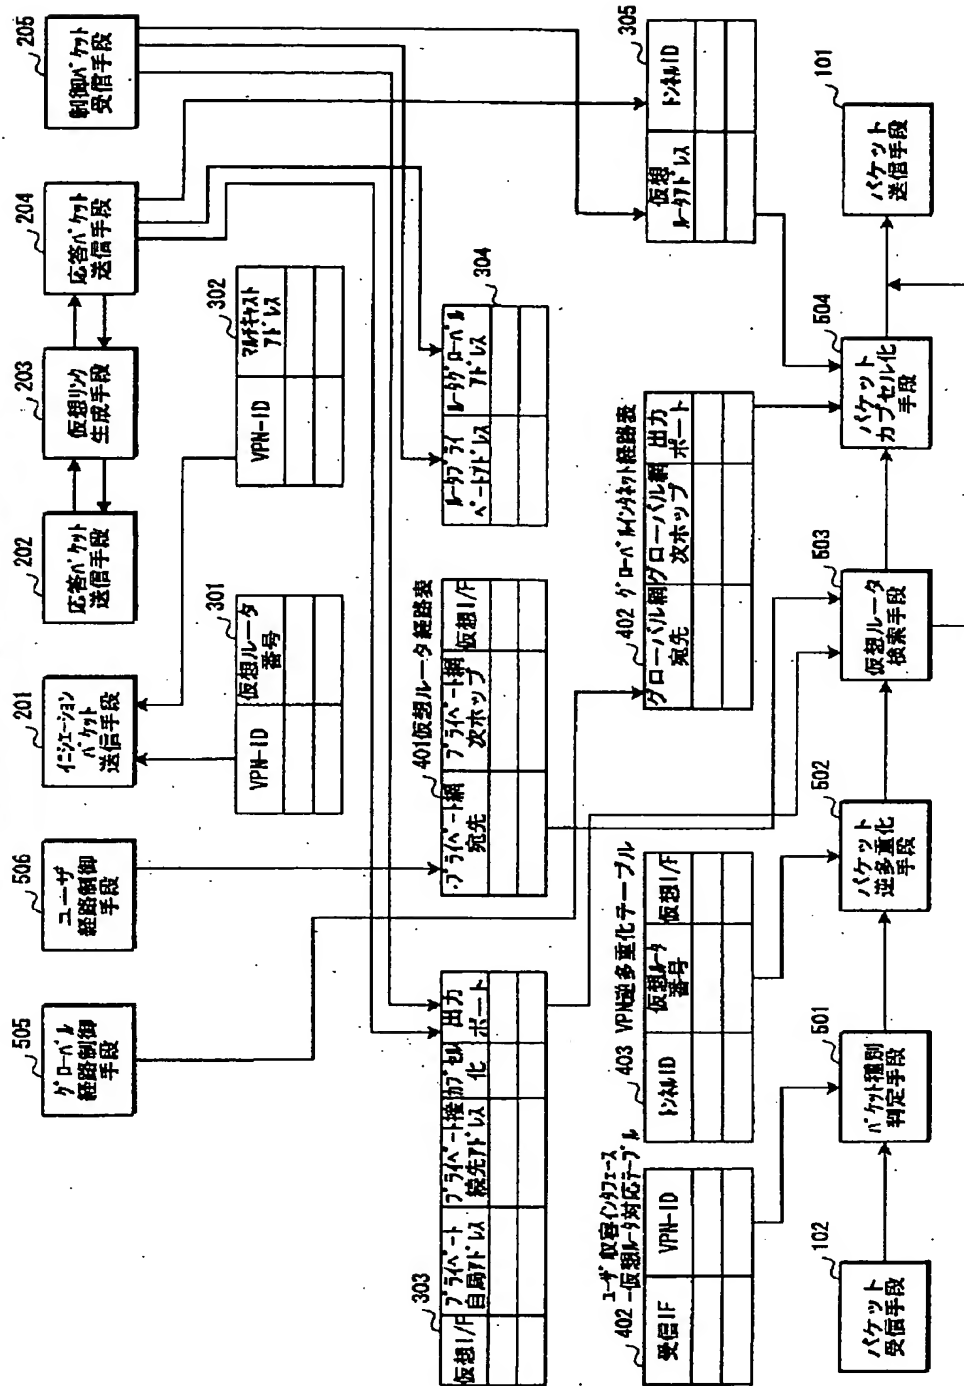 505
グローバル
経路制御
手段
506
ユーザ
経路制御
手段
201
イニシエーション
パケット
送信手段
202
応答パケット
送信手段
203
仮想リンク
生成手段
204
応答パケット
送信手段
205
制御パケット
受信手段
301
VPN-ID
仮想ルータ
番号
302
VPN-ID
マルチキャスト
アドレス
303
仮想I/F
プライベート
自局アドレス
プライベート接
続先アドレス
カプセル
化
出力
ポート
401仮想ルータ経路表
プライベート網
宛先
プライベート網
次ホップ
仮想I/F
304
ルータプライ
ベートアドレス
ルータグローバル
アドレス
ユーザ収容インタフェース
402 -仮想ルータ対応テーブル
受信IF
VPN-ID
403 VPN逆多重化テーブル
トンネルID
仮想ルータ
番号
仮想I/F
402 グローバルインタネット経路表
グローバル網
宛先
グローバル網
次ホップ
出力
ポート
305
仮想
ルータアドレス
トンネルID
102
パケット
受信手段
501
パケット種別
判定手段
502
パケット
逆多重化
手段
503
仮想ルータ
検索手段
504
パケット
カプセル化
手段
101
パケット
送信手段